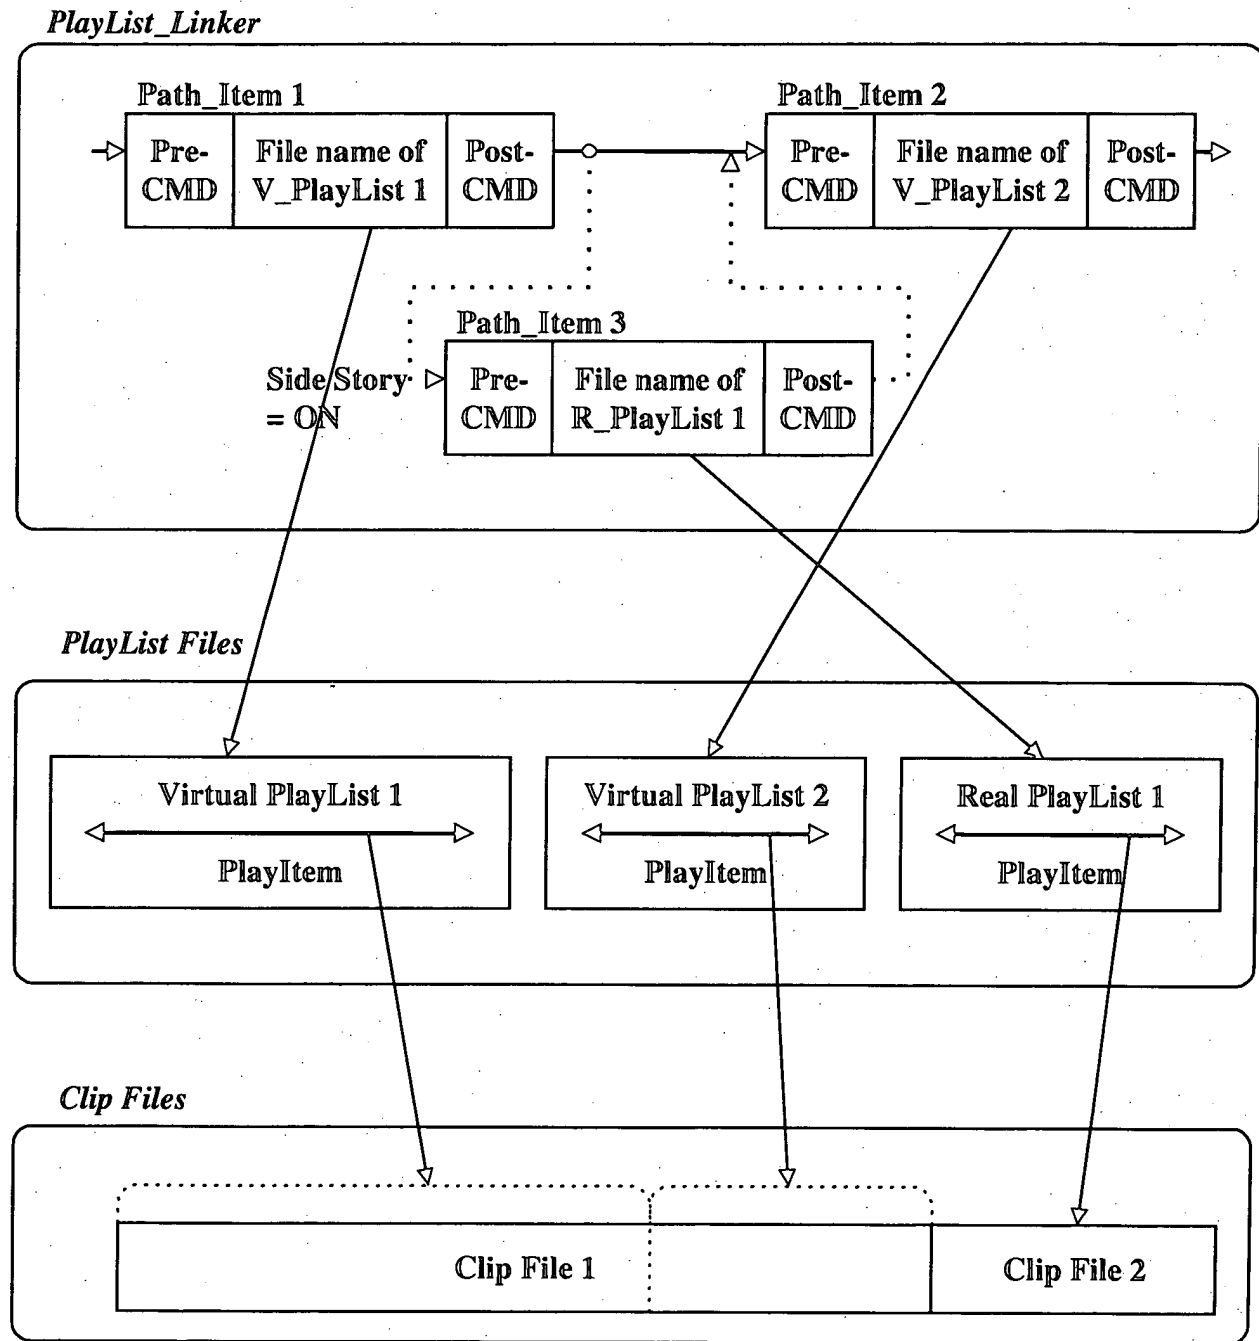 PlayList_Linker
Path_Item 1
Pre-
CMD
File name of
V_PlayList 1
Post-
CMD
Path_Item 2
Pre-
CMD
File name of
V_PlayList 2
Post-
CMD
Path_Item 3
Side Story
= ON
Pre-
CMD
File name of
R_PlayList 1
Post-
CMD
PlayList Files
Virtual PlayList 1
PlayItem
Virtual PlayList 2
PlayItem
Real PlayList 1
PlayItem
Clip Files
Clip File 1
Clip File 2